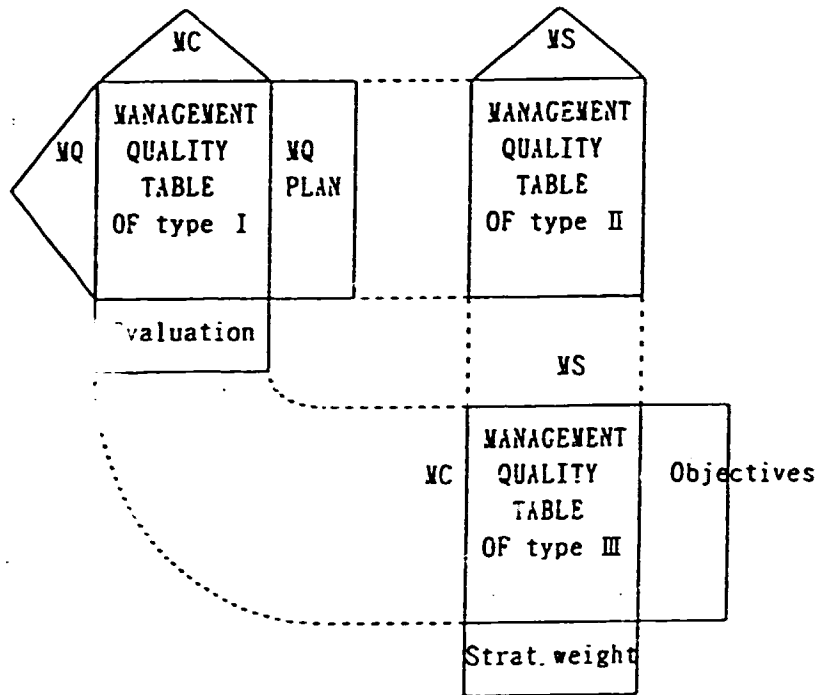 MC
MS
MANAGEMENT
QUALITY
TABLE
OF type I
MQ
MQ
PLAN
MANAGEMENT
QUALITY
TABLE
OF type II
valuation
MS
MC
MANAGEMENT
QUALITY
TABLE
OF type III
Objectives
Strat. weight